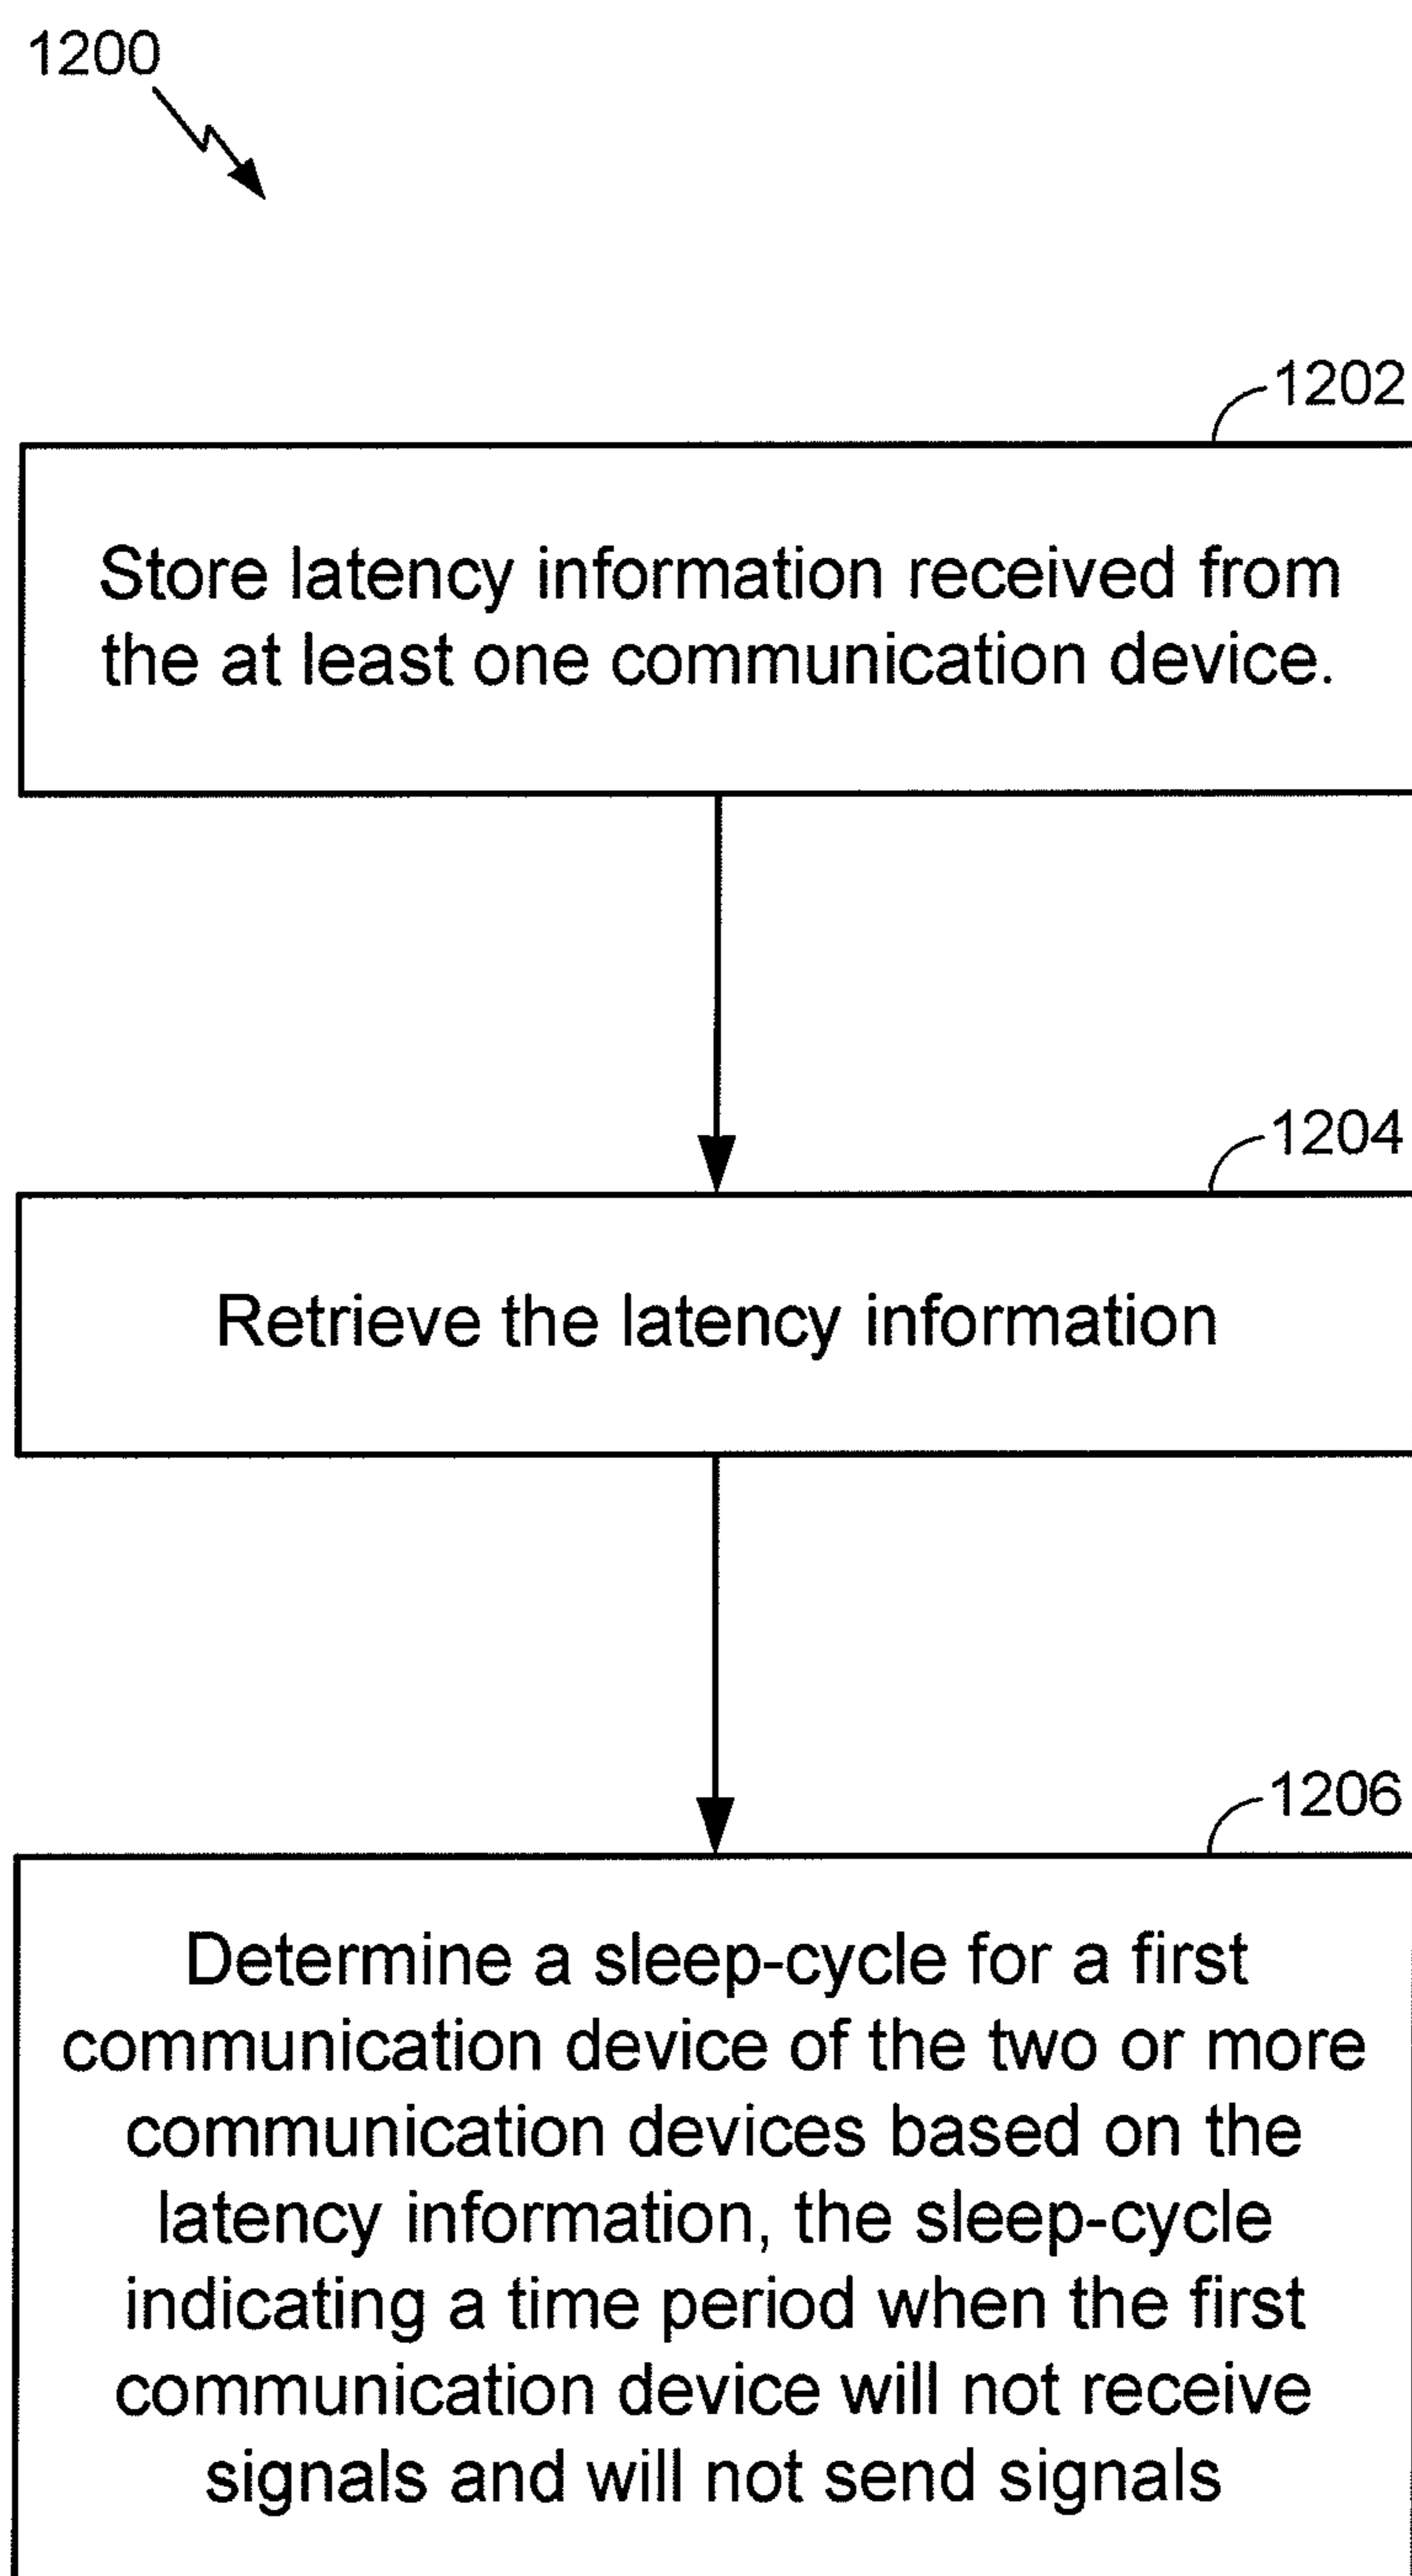 1200
1202
Store latency information received from
the at least one communication device.
1204
Retrieve the latency information
1206
Determine a sleep-cycle for a first
communication device of the two or more
communication devices based on the
latency information, the sleep-cycle
indicating a time period when the first
communication device will not receive
signals and will not send signals